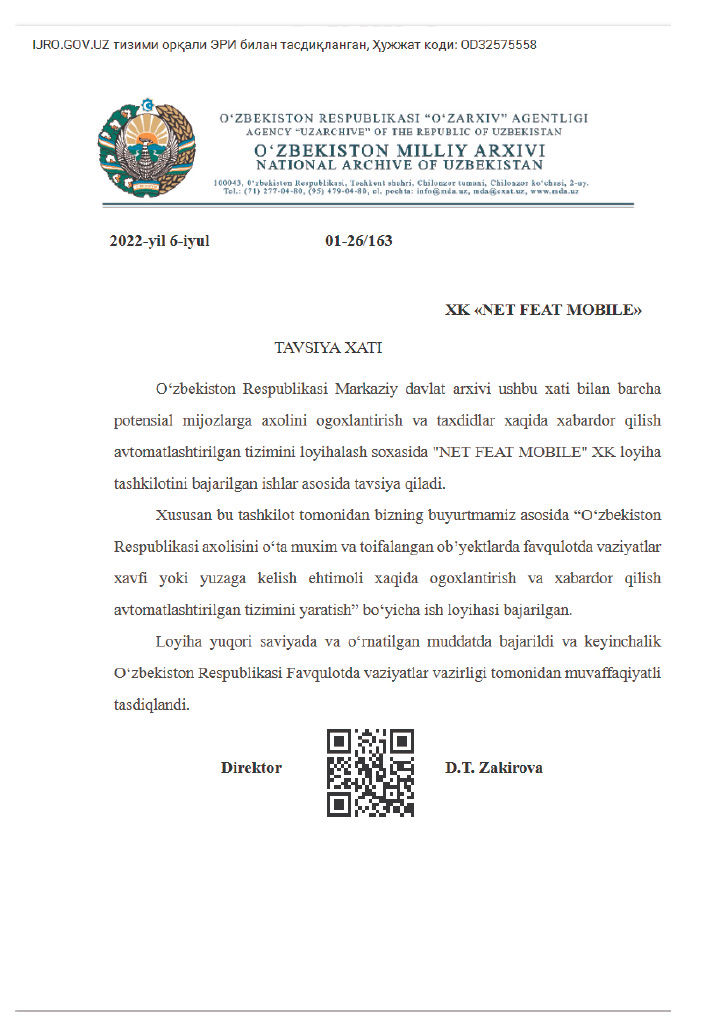 IJRO.GOV.UZ тизими орқали ЭРИ билан тасдиқланган, Ҳужжат коди: OD32575558
O‘ZBEKISTON RESPUBLIKASI “O‘ZARXIV” AGENTLIGI
AGENCY “UZARCHIVE” OF THE REPUBLIC OF UZBEKISTAN
O‘ZBEKISTON MILLIY ARXIVI
NATIONAL ARCHIVE OF UZBEKISTAN
100043, O‘zbekiston Respublikasi, Toshkent shahri, Chilonzor tumani, Chilonzor ko‘chasi, 2-uy.
Tel.: (71) 277-04-80, (95) 479-04-80, el. pochta: info@mda.uz, mda@exat.uz, www.mda.uz
2022-yil 6-iyul 01-26/163
XK «NET FEAT MOBILE»
TAVSIYA XATI
O‘zbekiston Respublikasi Markaziy davlat arxivi ushbu xati bilan barcha
potensial mijozlarga axolini ogoxlantirish va taxdidlar xaqida xabardor qilish
avtomatlashtirilgan tizimini loyihalash soxasida "NET FEAT MOBILE" XK loyiha
tashkilotini bajarilgan ishlar asosida tavsiya qiladi.
Xususan bu tashkilot tomonidan bizning buyurtmamiz asosida “O‘zbekiston
Respublikasi axolisini o‘ta muxim va toifalangan ob’yektlarda favqulotda vaziyatlar
xavfi yoki yuzaga kelish ehtimoli xaqida ogoxlantirish va xabardor qilish
avtomatlashtirilgan tizimini yaratish” bo‘yicha ish loyihasi bajarilgan.
Loyiha yuqori saviyada va o‘rnatilgan muddatda bajarildi va keyinchalik
O‘zbekiston Respublikasi Favqulotda vaziyatlar vazirligi tomonidan muvaffaqiyatli
tasdiqlandi.
Direktor D.T. Zakirova